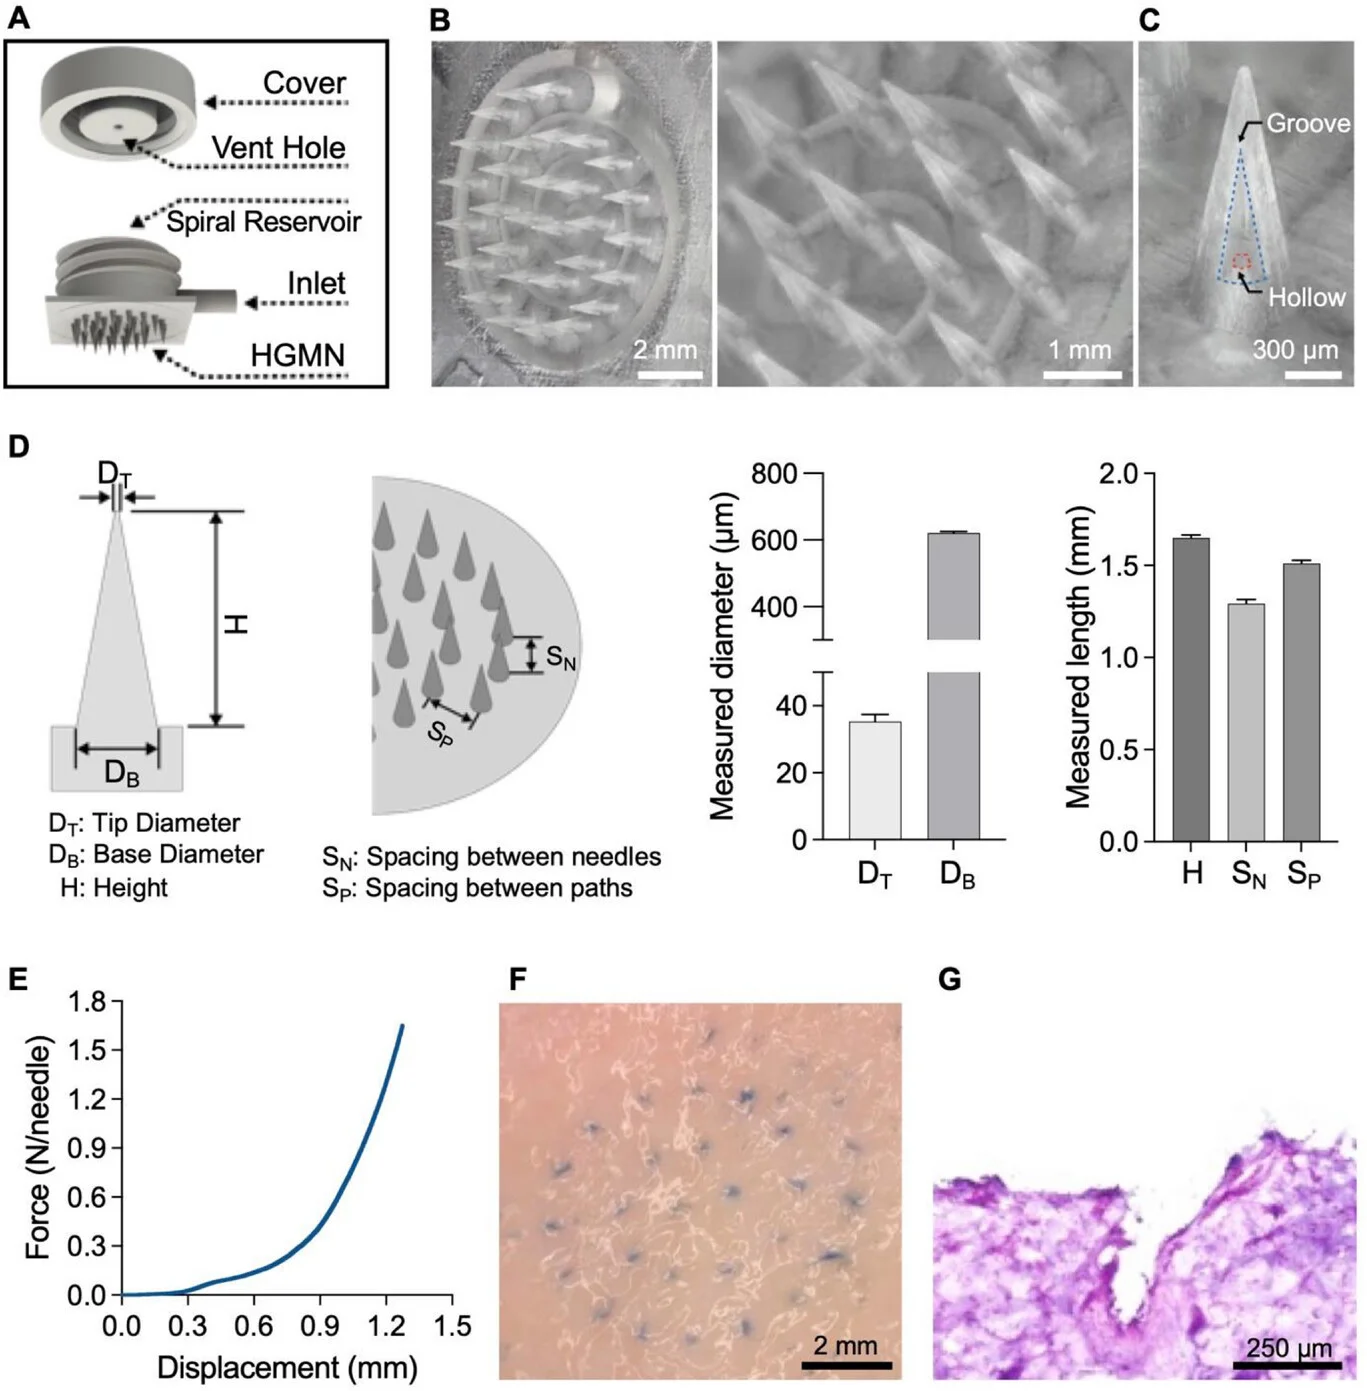 A
Cover
Vent Hole
Spiral Reservoir
Inlet
HGMN
B
2 mm
1 mm
C
Groove
Hollow
300 µm
D
DT
H
DB
DT: Tip Diameter
DB: Base Diameter
H: Height
SN
SP
SN: Spacing between needles
SP: Spacing between paths
Measured diameter (µm)
800
600
400
40
20
0
DT DB
Measured length (mm)
2.0
1.5
1.0
0.5
0.0
H SN SP
E
Force (N/needle)
1.8
1.5
1.2
0.9
0.6
0.3
0.0
0.0 0.3 0.6 0.9 1.2 1.5
Displacement (mm)
F
2 mm
G
250 µm